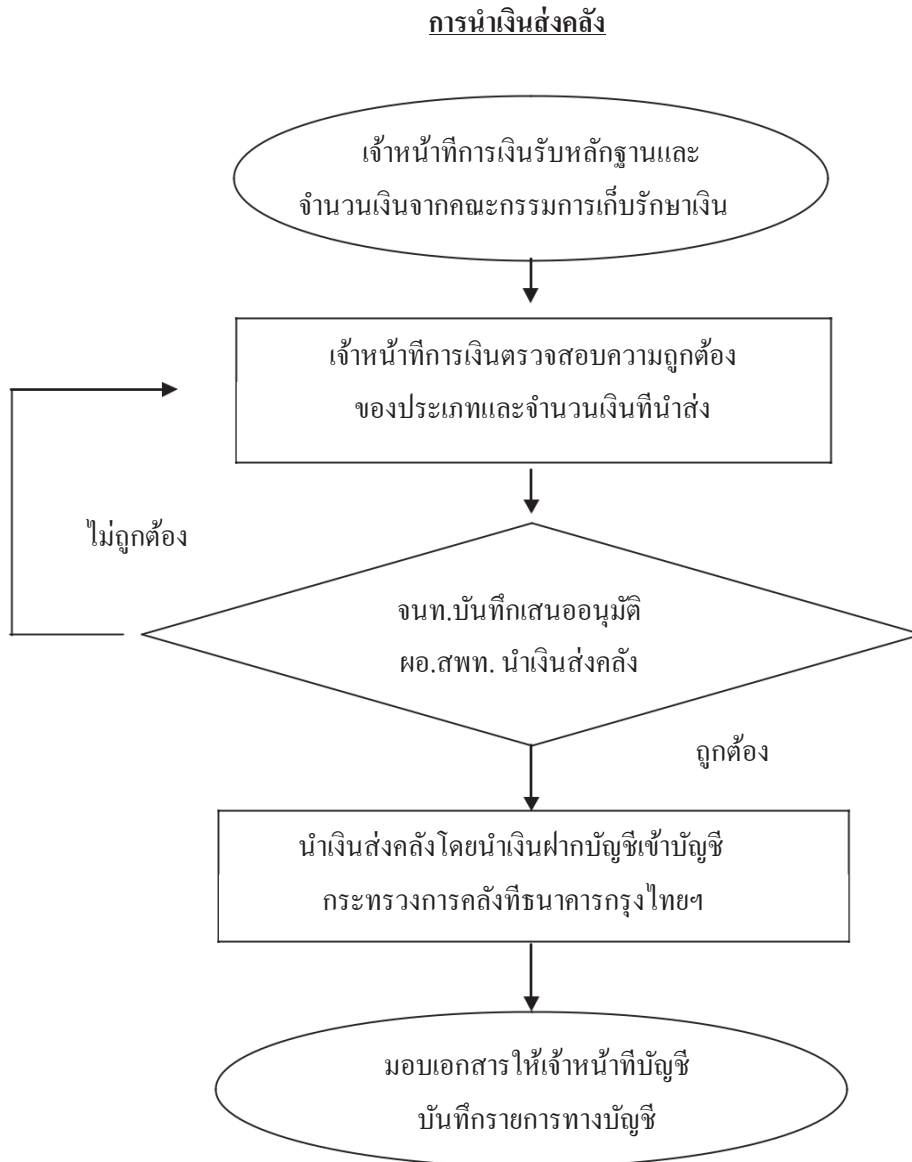 การนำเงินส่งคลัง
เจ้าหน้าที่การเงินรับหลักฐานและ
จำนวนเงินจากคณะกรรมการเก็บรักษาเงิน
เจ้าหน้าที่การเงินตรวจสอบความถูกต้อง
ของประเภทและจำนวนเงินที่นำส่ง
ไม่ถูกต้อง
จนท.บันทึกเสนออนุมัติ
ผอ.สพท. นำเงินส่งคลัง
ถูกต้อง
นำเงินส่งคลังโดยนำเงินฝากบัญชีเข้าบัญชี
กระทรวงการคลังที่ธนาคารกรุงไทยฯ
มอบเอกสารให้เจ้าหน้าที่บัญชี
บันทึกรายการทางบัญชี